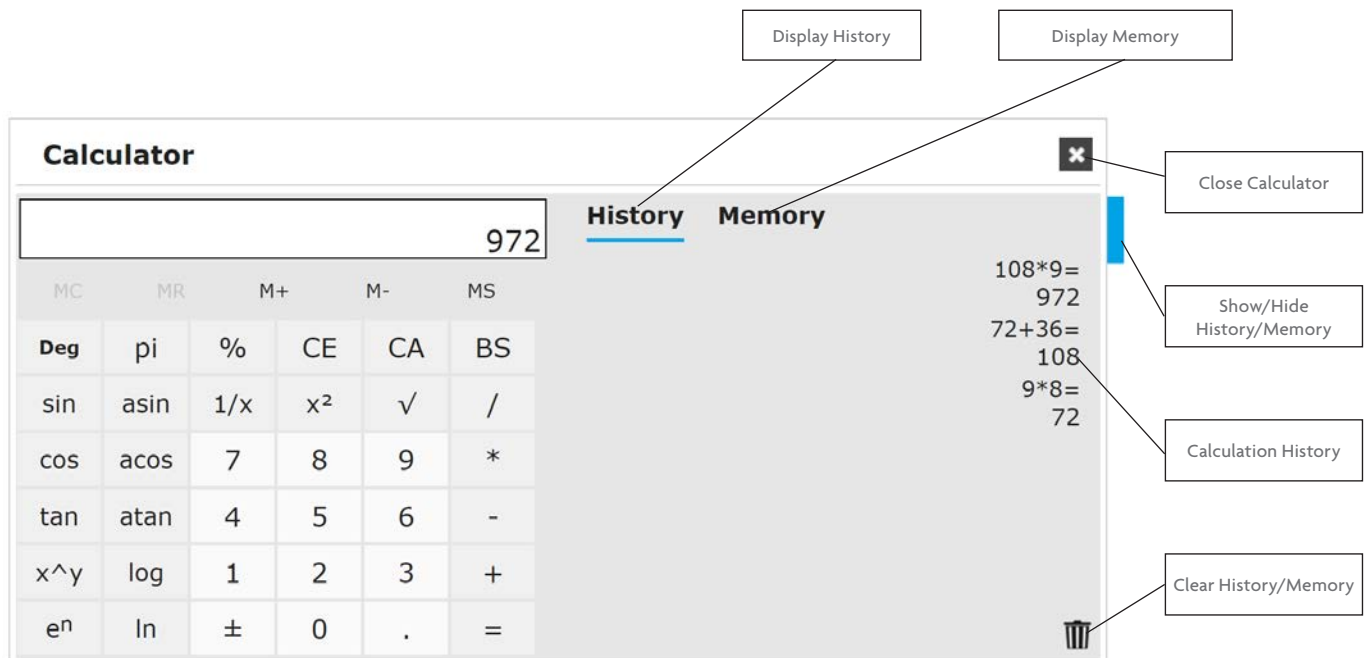 Display History
Display Memory
Calculator
Close Calculator
972
History Memory
MC MR M+ M- MS
108*9=
972
Show/Hide
History/Memory
72+36=
108
9*8=
72
Deg pi % CE CA BS
sin asin 1/x x² √ /
cos acos 7 8 9 *
Calculation History
tan atan 4 5 6 -
x^y log 1 2 3 +
Clear History/Memory
eⁿ ln ± 0 . =